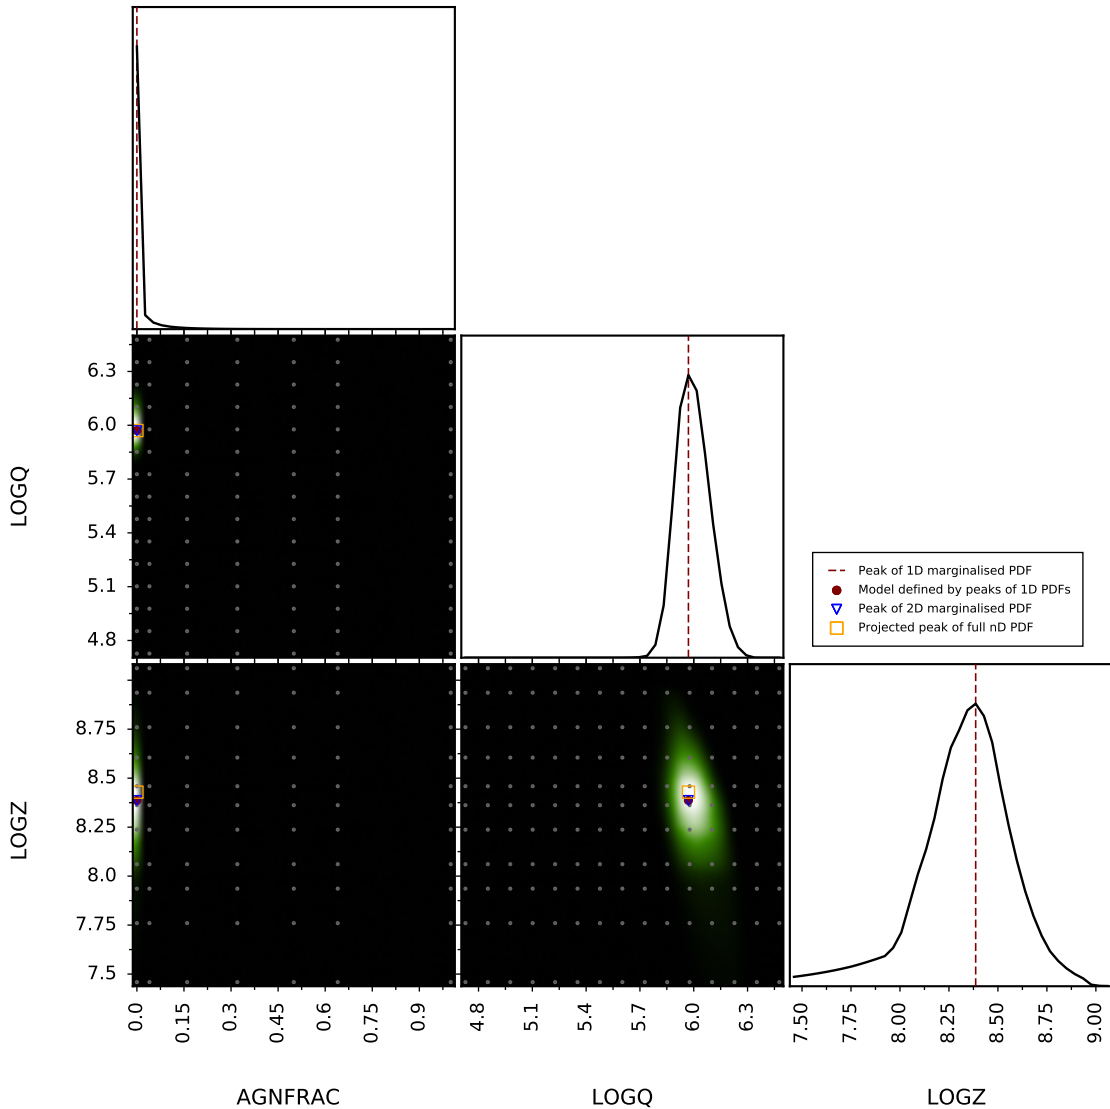 LOGQ
6.3
6.0
5.7
5.4
5.1
4.8
Peak of 1D marginalised PDF
Model defined by peaks of 1D PDFs
Peak of 2D marginalised PDF
Projected peak of full nD PDF
LOGZ
8.75
8.5
8.25
8.0
7.75
7.5
0.0 0.15 0.3 0.45 0.6 0.75 0.9
4.8 5.1 5.4 5.7 6.0 6.3
7.50 7.75 8.00 8.25 8.50 8.75 9.00
AGNFRAC LOGQ LOGZ